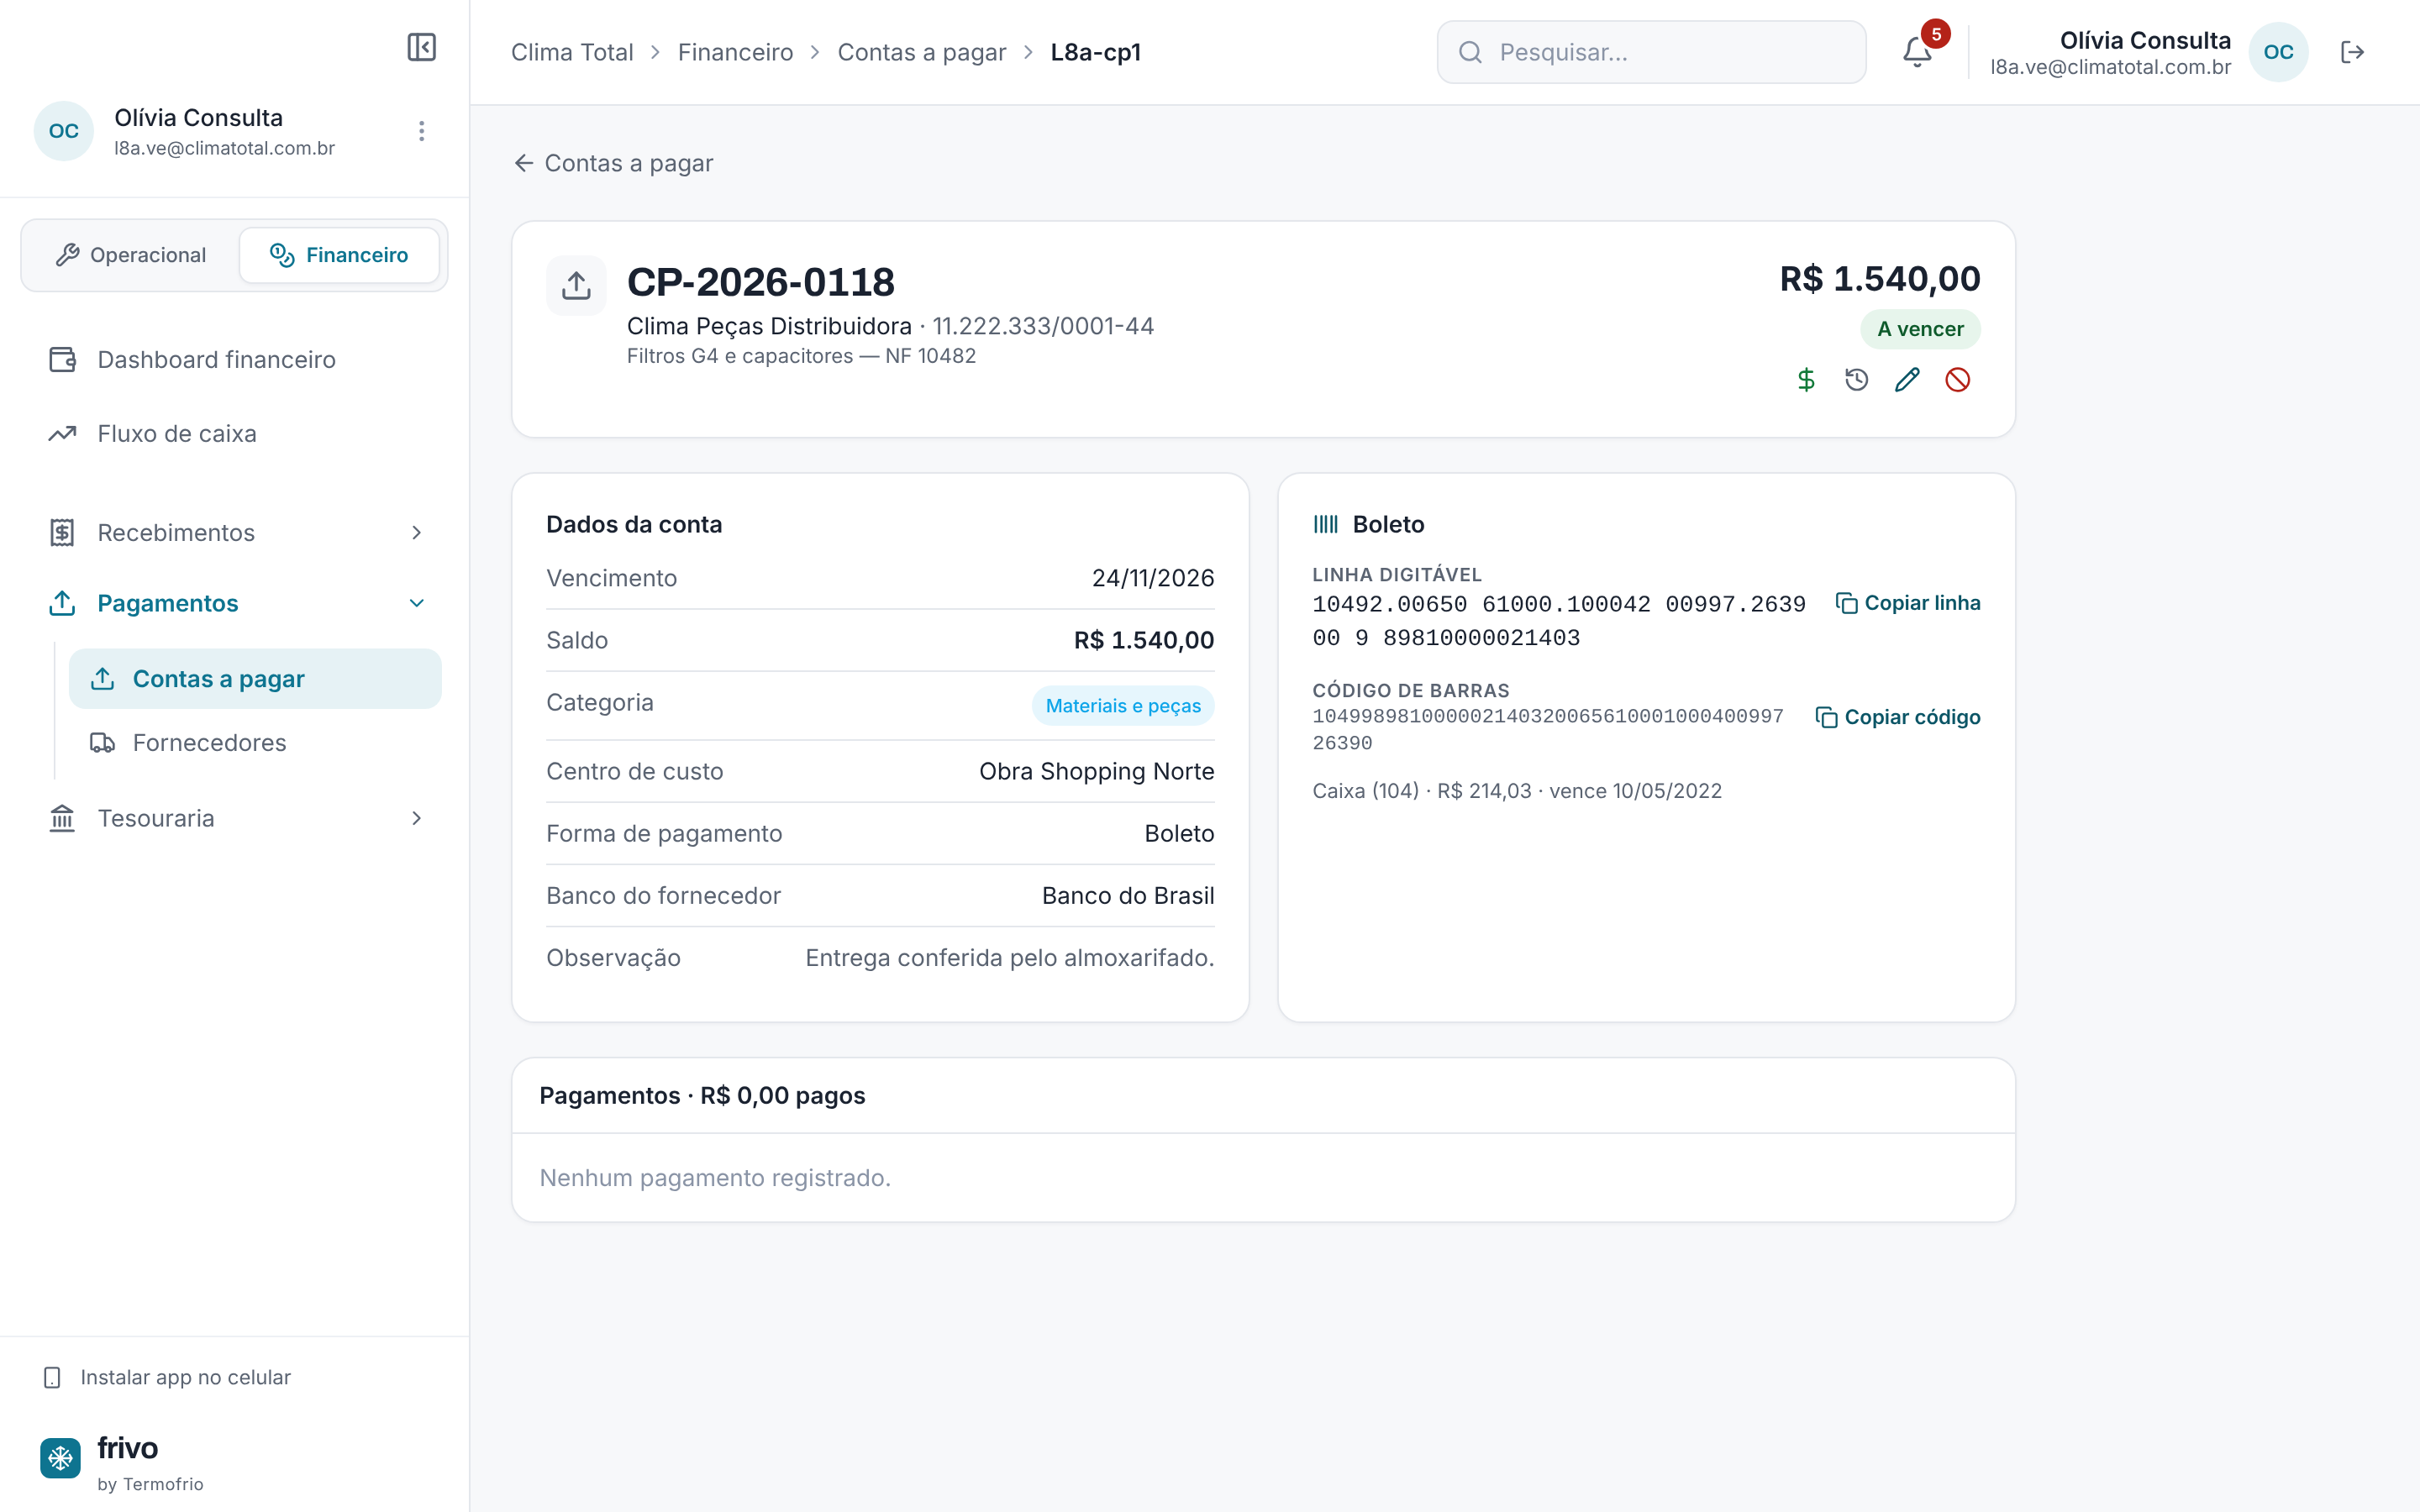 OC
Olívia Consulta
l8a.ve@climatotal.com.br
Operacional
Financeiro
Dashboard financeiro
Fluxo de caixa
Recebimentos
Pagamentos
Contas a pagar
Fornecedores
Tesouraria
Instalar app no celular
frivo
by Termofrio
Clima Total > Financeiro > Contas a pagar > L8a-cp1
Pesquisar...
5
Olívia Consulta
l8a.ve@climatotal.com.br
OC
Contas a pagar
CP-2026-0118
Clima Peças Distribuidora · 11.222.333/0001-44
Filtros G4 e capacitores — NF 10482
R$ 1.540,00
A vencer
Dados da conta
Vencimento 24/11/2026
Saldo R$ 1.540,00
Categoria Materiais e peças
Centro de custo Obra Shopping Norte
Forma de pagamento Boleto
Banco do fornecedor Banco do Brasil
Observação Entrega conferida pelo almoxarifado.
Boleto
LINHA DIGITÁVEL
10492.00650 61000.100042 00997.2639
00 9 89810000021403
Copiar linha
CÓDIGO DE BARRAS
104998981000002140320065610001000400997
26390
Copiar código
Caixa (104) · R$ 214,03 · vence 10/05/2022
Pagamentos · R$ 0,00 pagos
Nenhum pagamento registrado.